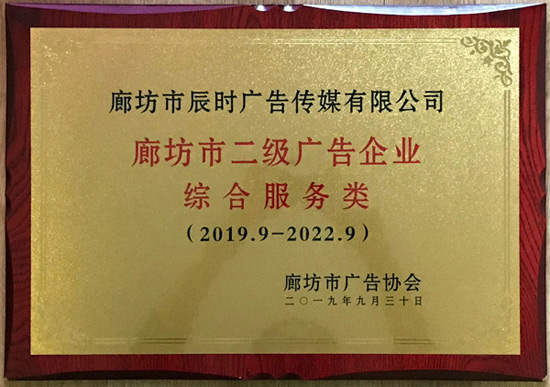 廊坊市辰时广告传媒有限公司
廊坊市二级广告企业
综合服务类
(2019.9-2022.9)
廊坊市广告协会
二〇一九年九月三十日